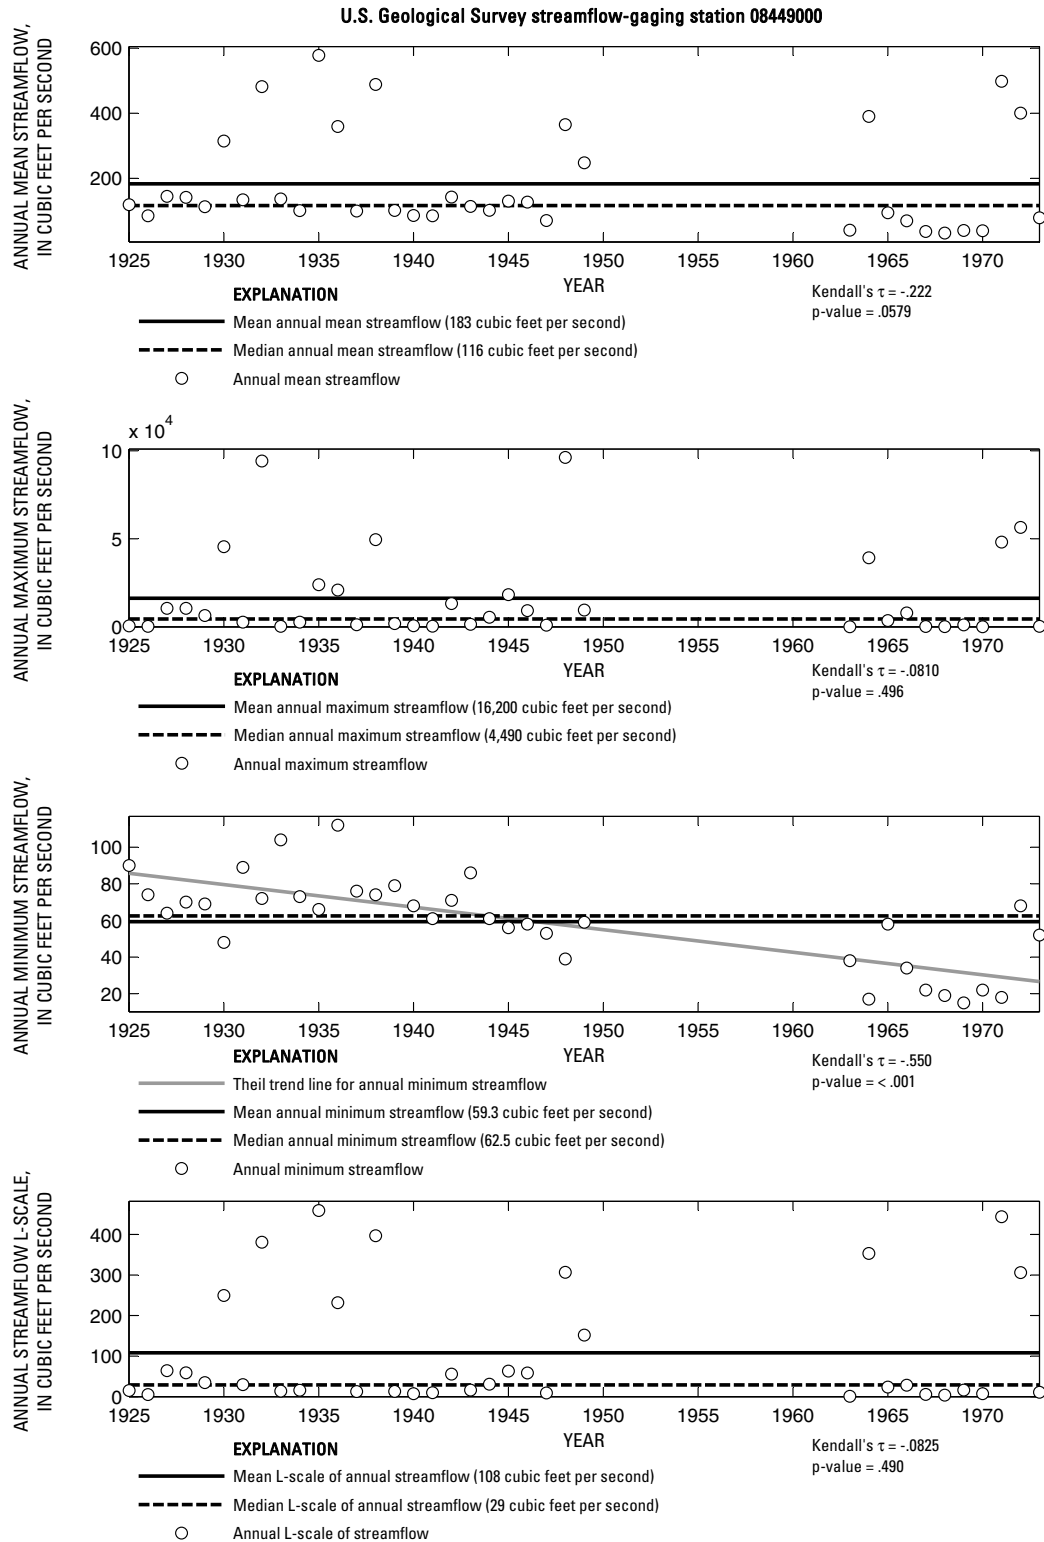 U.S. Geological Survey streamflow-gaging station 08449000
ANNUAL MEAN STREAMFLOW,
IN CUBIC FEET PER SECOND
600
400
200
1925 1930 1935 1940 1945 1950 1955 1960 1965 1970
YEAR
Kendall's τ = -.222
p-value = .0579
EXPLANATION
Mean annual mean streamflow (183 cubic feet per second)
Median annual mean streamflow (116 cubic feet per second)
Annual mean streamflow
ANNUAL MAXIMUM STREAMFLOW,
IN CUBIC FEET PER SECOND
x 10^4
10
5
0
1925 1930 1935 1940 1945 1950 1955 1960 1965 1970
YEAR
Kendall's τ = -.0810
p-value = .496
EXPLANATION
Mean annual maximum streamflow (16,200 cubic feet per second)
Median annual maximum streamflow (4,490 cubic feet per second)
Annual maximum streamflow
ANNUAL MINIMUM STREAMFLOW,
IN CUBIC FEET PER SECOND
100
80
60
40
20
1925 1930 1935 1940 1945 1950 1955 1960 1965 1970
YEAR
Kendall's τ = -.550
p-value = < .001
EXPLANATION
Theil trend line for annual minimum streamflow
Mean annual minimum streamflow (59.3 cubic feet per second)
Median annual minimum streamflow (62.5 cubic feet per second)
Annual minimum streamflow
ANNUAL STREAMFLOW L-SCALE,
IN CUBIC FEET PER SECOND
400
300
200
100
0
1925 1930 1935 1940 1945 1950 1955 1960 1965 1970
YEAR
Kendall's τ = -.0825
p-value = .490
EXPLANATION
Mean L-scale of annual streamflow (108 cubic feet per second)
Median L-scale of annual streamflow (29 cubic feet per second)
Annual L-scale of streamflow